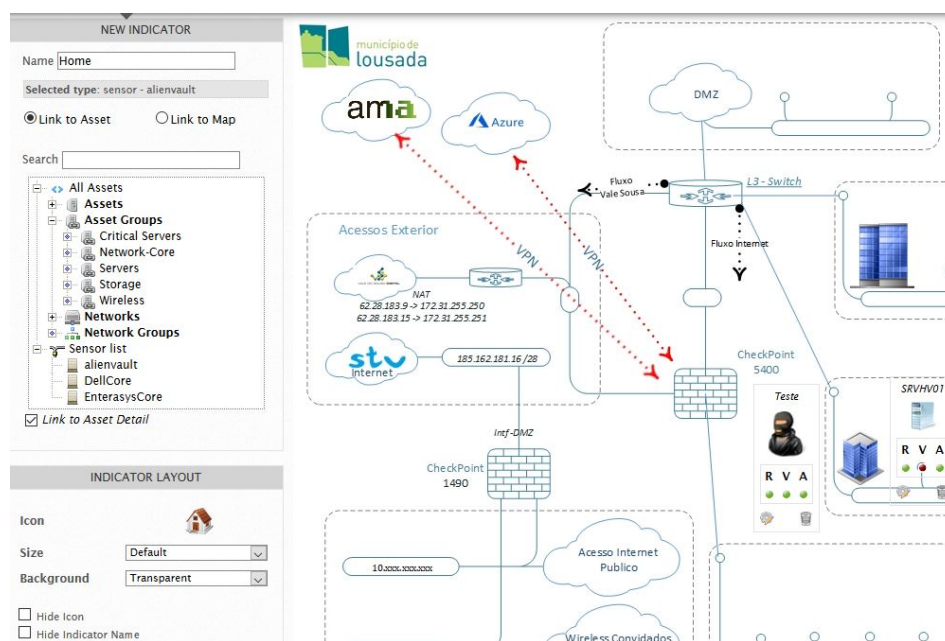 NEW INDICATOR
Name Home
Selected type: sensor - alienvault
Link to Asset Link to Map
Search
All Assets
Assets
Asset Groups
Critical Servers
Network-Core
Servers
Storage
Wireless
Networks
Network Groups
Sensor list
alienvault
DellCore
EnterasysCore
Link to Asset Detail
INDICATOR LAYOUT
Icon
Size Default
Background Transparent
Hide Icon
Hide Indicator Name
município de
lousada
ama
Azure
DMZ
L3 - Switch
Fluxo
Vale Sousa
Fluxo Internet
Acessos Exterior
VPN
VPN
NAT
62.28.183.9 -> 172.31.255.250
62.28.183.15 -> 172.31.255.251
stv
Internet
185.162.181.16 /28
CheckPoint
5400
Teste
R V A
SRVHV01
R V A
Intf-DMZ
CheckPoint
1490
10.xxx.xxx.xxx
Acesso Internet
Publico
Wireless Convidados